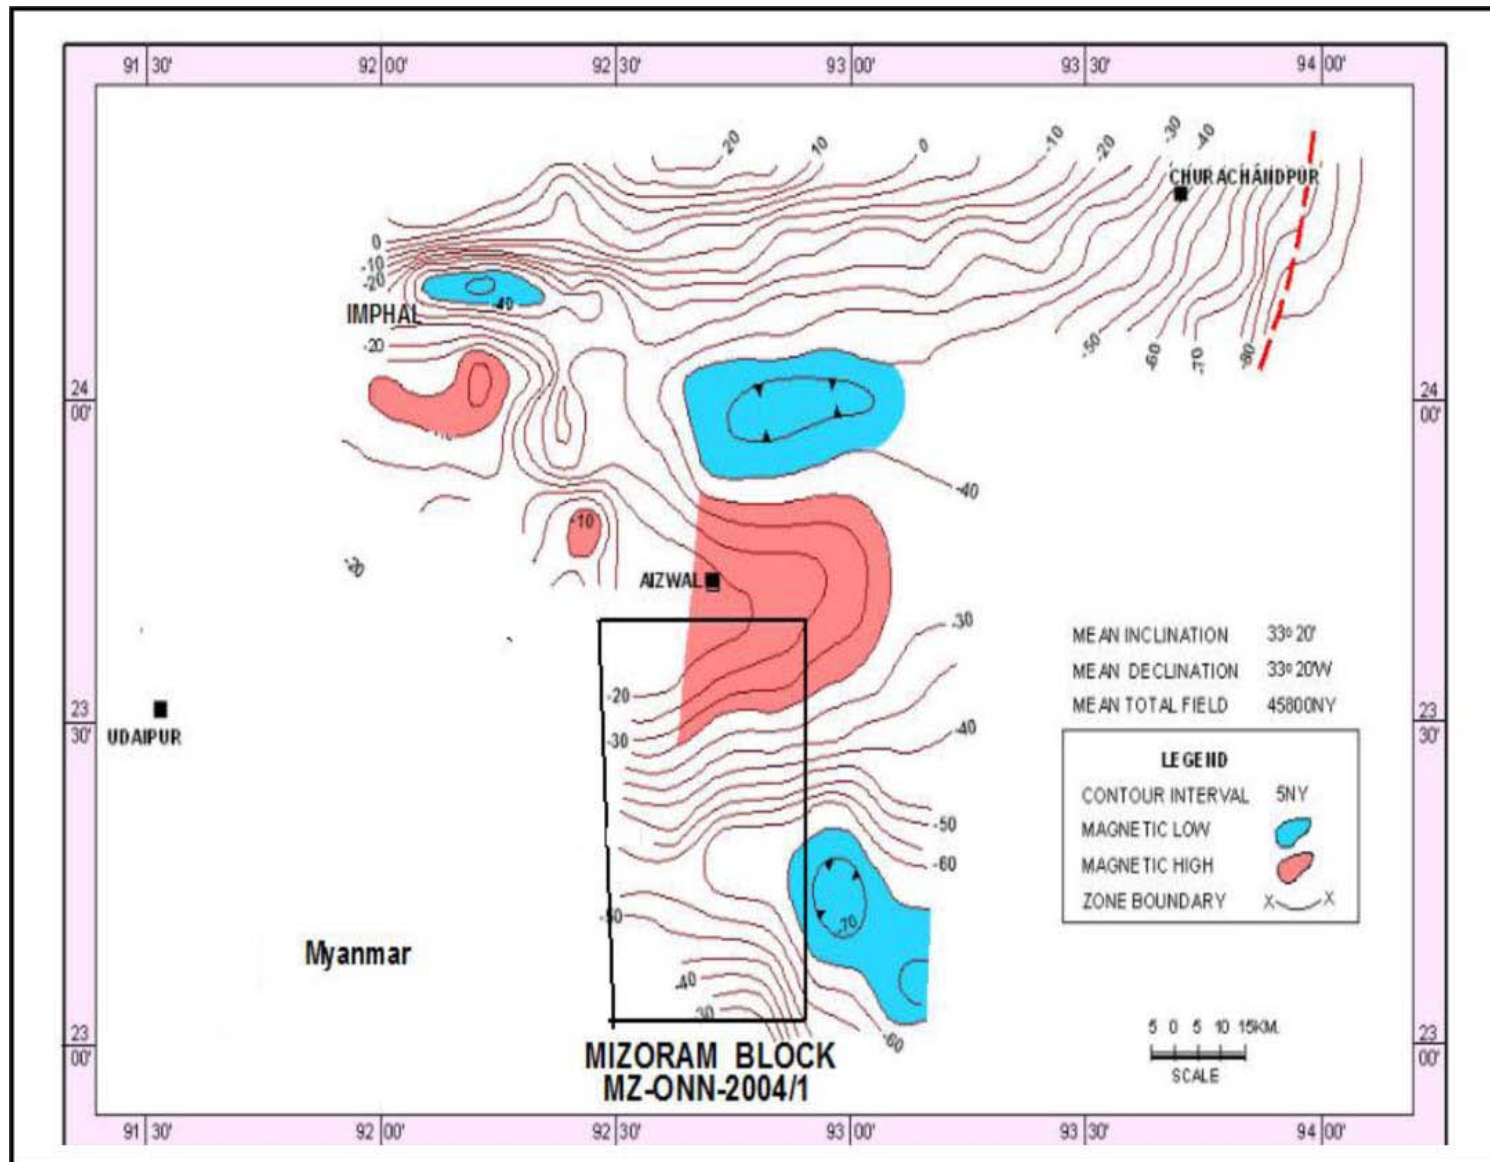 91 30' 92 00' 92 30' 93 00' 93 30' 94 00'
20 10 0 -10 -20 -30 -40
CHURACHANDPUR
0
-10
-20
-40
IMPHAL
-20
-50 -60 -70 -80
24 00'
24 00'
-40
-10
-20
AIZWAL
-30
MEAN INCLINATION 33º 20'
MEAN DECLINATION 33º 20'W
MEAN TOTAL FIELD 45800NY
-20
-30
-40
23 30'
23 30'
UDAIPUR
LEGEND
CONTOUR INTERVAL 5NY
MAGNETIC LOW
MAGNETIC HIGH
ZONE BOUNDARY X X
-50
-60
-50
-70
Myanmar
-40
-30
-60
5 0 5 10 15KM.
SCALE
23 00'
23 00'
MIZORAM BLOCK
MZ-ONN-2004/1
91 30' 92 00' 92 30' 93 00' 93 30' 94 00'